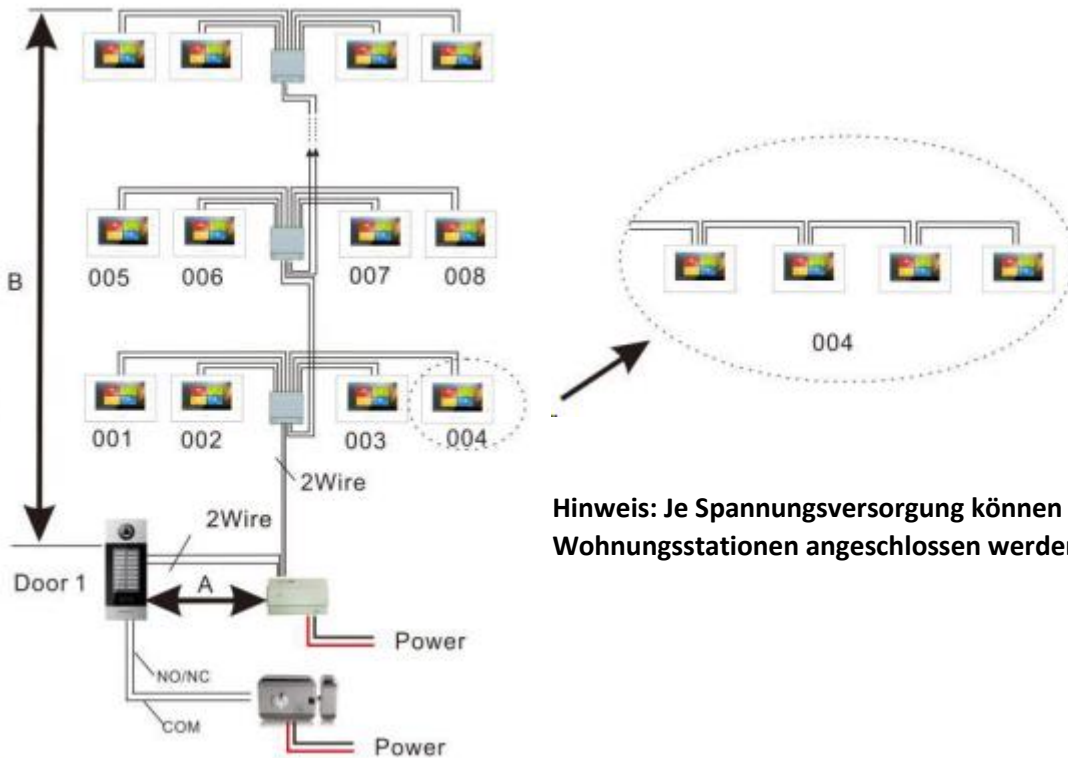 B
005
006
007
008
001
002
003
004
004
2Wire
2Wire
Door 1
A
Power
NO/NC
COM
Power
Hinweis: Je Spannungsversorgung können
Wohnungsstationen angeschlossen